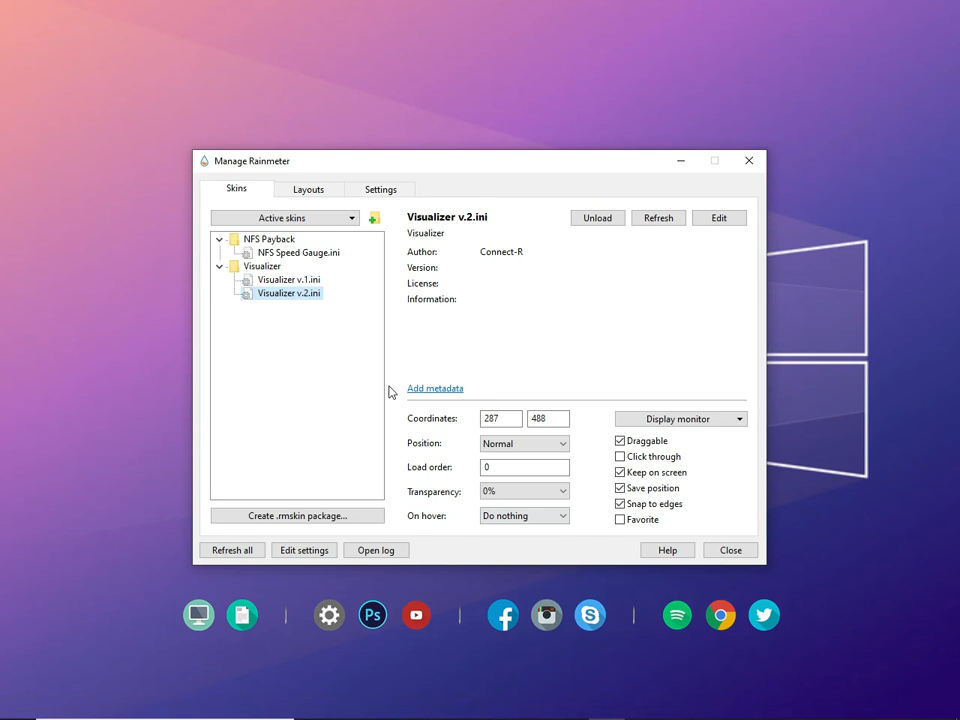 Manage Rainmeter
Skins
Layouts
Settings
Active skins
NFS Payback
NFS Speed Gauge.ini
Visualizer
Visualizer v.1.ini
Visualizer v.2.ini
Create .rmskin package...
Visualizer v.2.ini
Unload
Refresh
Edit
Visualizer
Author: Connect-R
Version:
License:
Information:
Add metadata
Coordinates: 287 488
Position: Normal
Load order: 0
Transparency: 0%
On hover: Do nothing
Display monitor
Draggable
Click through
Keep on screen
Save position
Snap to edges
Favorite
Refresh all
Edit settings
Open log
Help
Close
Ps